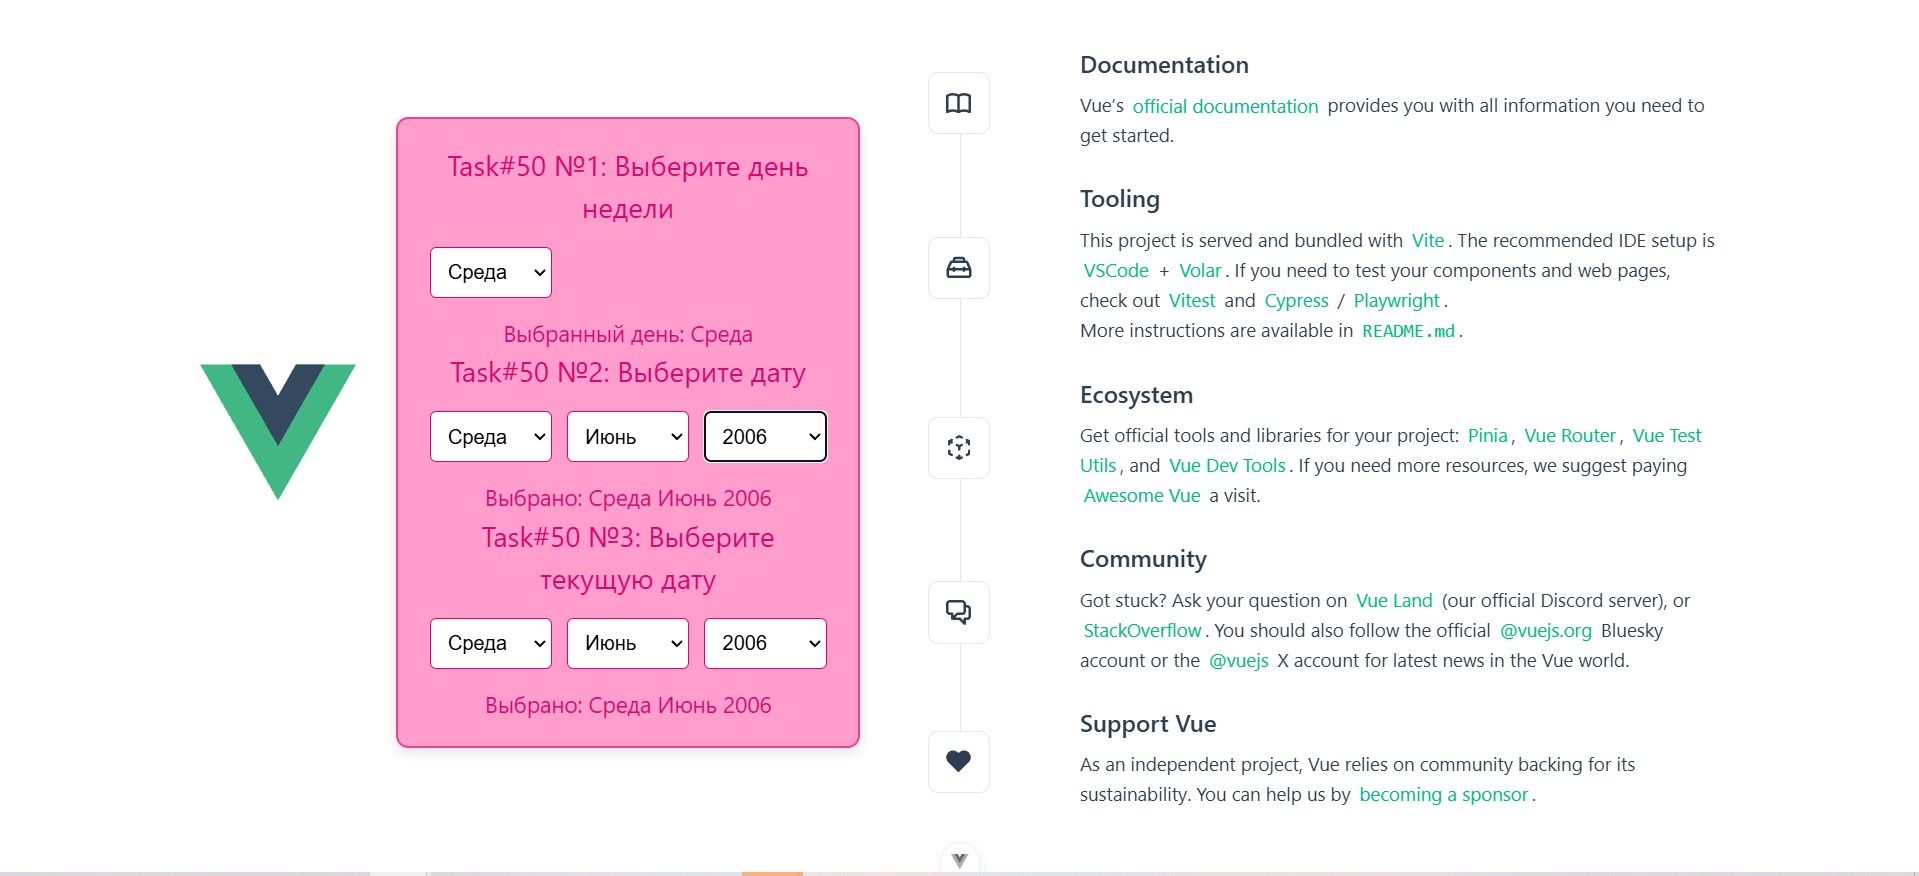 Task#50 №1: Выберите день
недели
Среда
Выбранный день: Среда
Task#50 №2: Выберите дату
Среда Июнь 2006
Выбрано: Среда Июнь 2006
Task#50 №3: Выберите
текущую дату
Среда Июнь 2006
Выбрано: Среда Июнь 2006
Documentation
Vue’s official documentation provides you with all information you need to
get started.
Tooling
This project is served and bundled with Vite. The recommended IDE setup is
VSCode + Volar. If you need to test your components and web pages,
check out Vitest and Cypress / Playwright.
More instructions are available in README.md.
Ecosystem
Get official tools and libraries for your project: Pinia, Vue Router, Vue Test
Utils, and Vue Dev Tools. If you need more resources, we suggest paying
Awesome Vue a visit.
Community
Got stuck? Ask your question on Vue Land (our official Discord server), or
StackOverflow. You should also follow the official @vuejs.org Bluesky
account or the @vuejs X account for latest news in the Vue world.
Support Vue
As an independent project, Vue relies on community backing for its
sustainability. You can help us by becoming a sponsor.